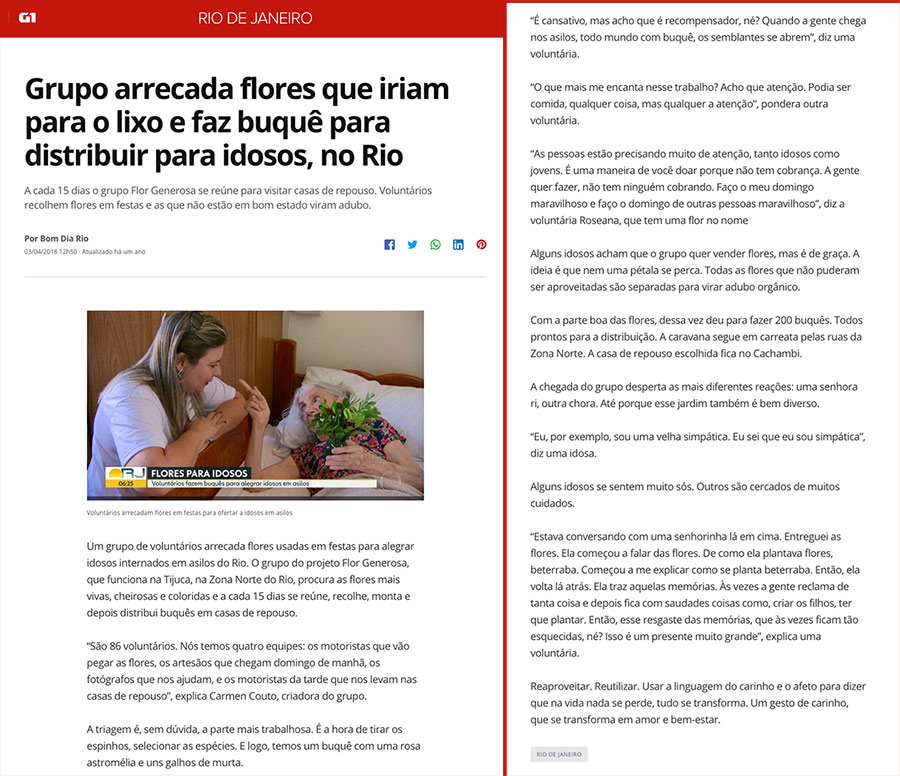 G1
RIO DE JANEIRO
Grupo arrecada flores que iriam
para o lixo e faz buquê para
distribuir para idosos, no Rio
A cada 15 dias o grupo Flor Generosa se reúne para visitar casas de repouso. Voluntários
recolhem flores em festas e as que não estão em bom estado viram adubo.
Por Bom Dia Rio
03/04/2018 12h50 · Atualizado há um ano
RJ
06:25
FLORES PARA IDOSOS
Voluntários fazem buquês para alegrar idosos em asilos
Voluntários arrecadam flores em festas para ofertar a idosos em asilos
Um grupo de voluntários arrecada flores usadas em festas para alegrar
idosos internados em asilos do Rio. O grupo do projeto Flor Generosa,
que funciona na Tijuca, na Zona Norte do Rio, procura as flores mais
vivas, cheirosas e coloridas e a cada 15 dias se reúne, recolhe, monta e
depois distribui buquês em casas de repouso.
“São 86 voluntários. Nós temos quatro equipes: os motoristas que vão
pegar as flores, os artesãos que chegam domingo de manhã, os
fotógrafos que nos ajudam, e os motoristas da tarde que nos levam nas
casas de repouso”, explica Carmen Couto, criadora do grupo.
A triagem é, sem dúvida, a parte mais trabalhosa. É a hora de tirar os
espinhos, selecionar as espécies. E logo, temos um buquê com uma rosa
astromélia e uns galhos de murta.
“É cansativo, mas acho que é recompensador, né? Quando a gente chega
nos asilos, todo mundo com buquê, os semblantes se abrem”, diz uma
voluntária.
“O que mais me encanta nesse trabalho? Acho que atenção. Podia ser
comida, qualquer coisa, mas qualquer a atenção”, pondera outra
voluntária.
“As pessoas estão precisando muito de atenção, tanto idosos como
jovens. É uma maneira de você doar porque não tem cobrança. A gente
quer fazer, não tem ninguém cobrando. Faço o meu domingo
maravilhoso e faço o domingo de outras pessoas maravilhoso”, diz a
voluntária Roseana, que tem uma flor no nome
Alguns idosos acham que o grupo quer vender flores, mas é de graça. A
ideia é que nem uma pétala se perca. Todas as flores que não puderam
ser aproveitadas são separadas para virar adubo orgânico.
Com a parte boa das flores, dessa vez deu para fazer 200 buquês. Todos
prontos para a distribuição. A caravana segue em carreata pelas ruas da
Zona Norte. A casa de repouso escolhida fica no Cachambi.
A chegada do grupo desperta as mais diferentes reações: uma senhora
ri, outra chora. Até porque esse jardim também é bem diverso.
“Eu, por exemplo, sou uma velha simpática. Eu sei que eu sou simpática”,
diz uma idosa.
Alguns idosos se sentem muito sós. Outros são cercados de muitos
cuidados.
“Estava conversando com uma senhorinha lá em cima. Entreguei as
flores. Ela começou a falar das flores. De como ela plantava flores,
beterraba. Começou a me explicar como se planta beterraba. Então, ela
volta lá atrás. Ela traz aquelas memórias. Às vezes a gente reclama de
tanta coisa e depois fica com saudades coisas como, criar os filhos, ter
que plantar. Então, esse resgaste das memórias, que às vezes ficam tão
esquecidas, né? Isso é um presente muito grande”, explica uma
voluntária.
Reaproveitar. Reutilizar. Usar a linguagem do carinho e o afeto para dizer
que na vida nada se perde, tudo se transforma. Um gesto de carinho,
que se transforma em amor e bem-estar.
RIO DE JANEIRO